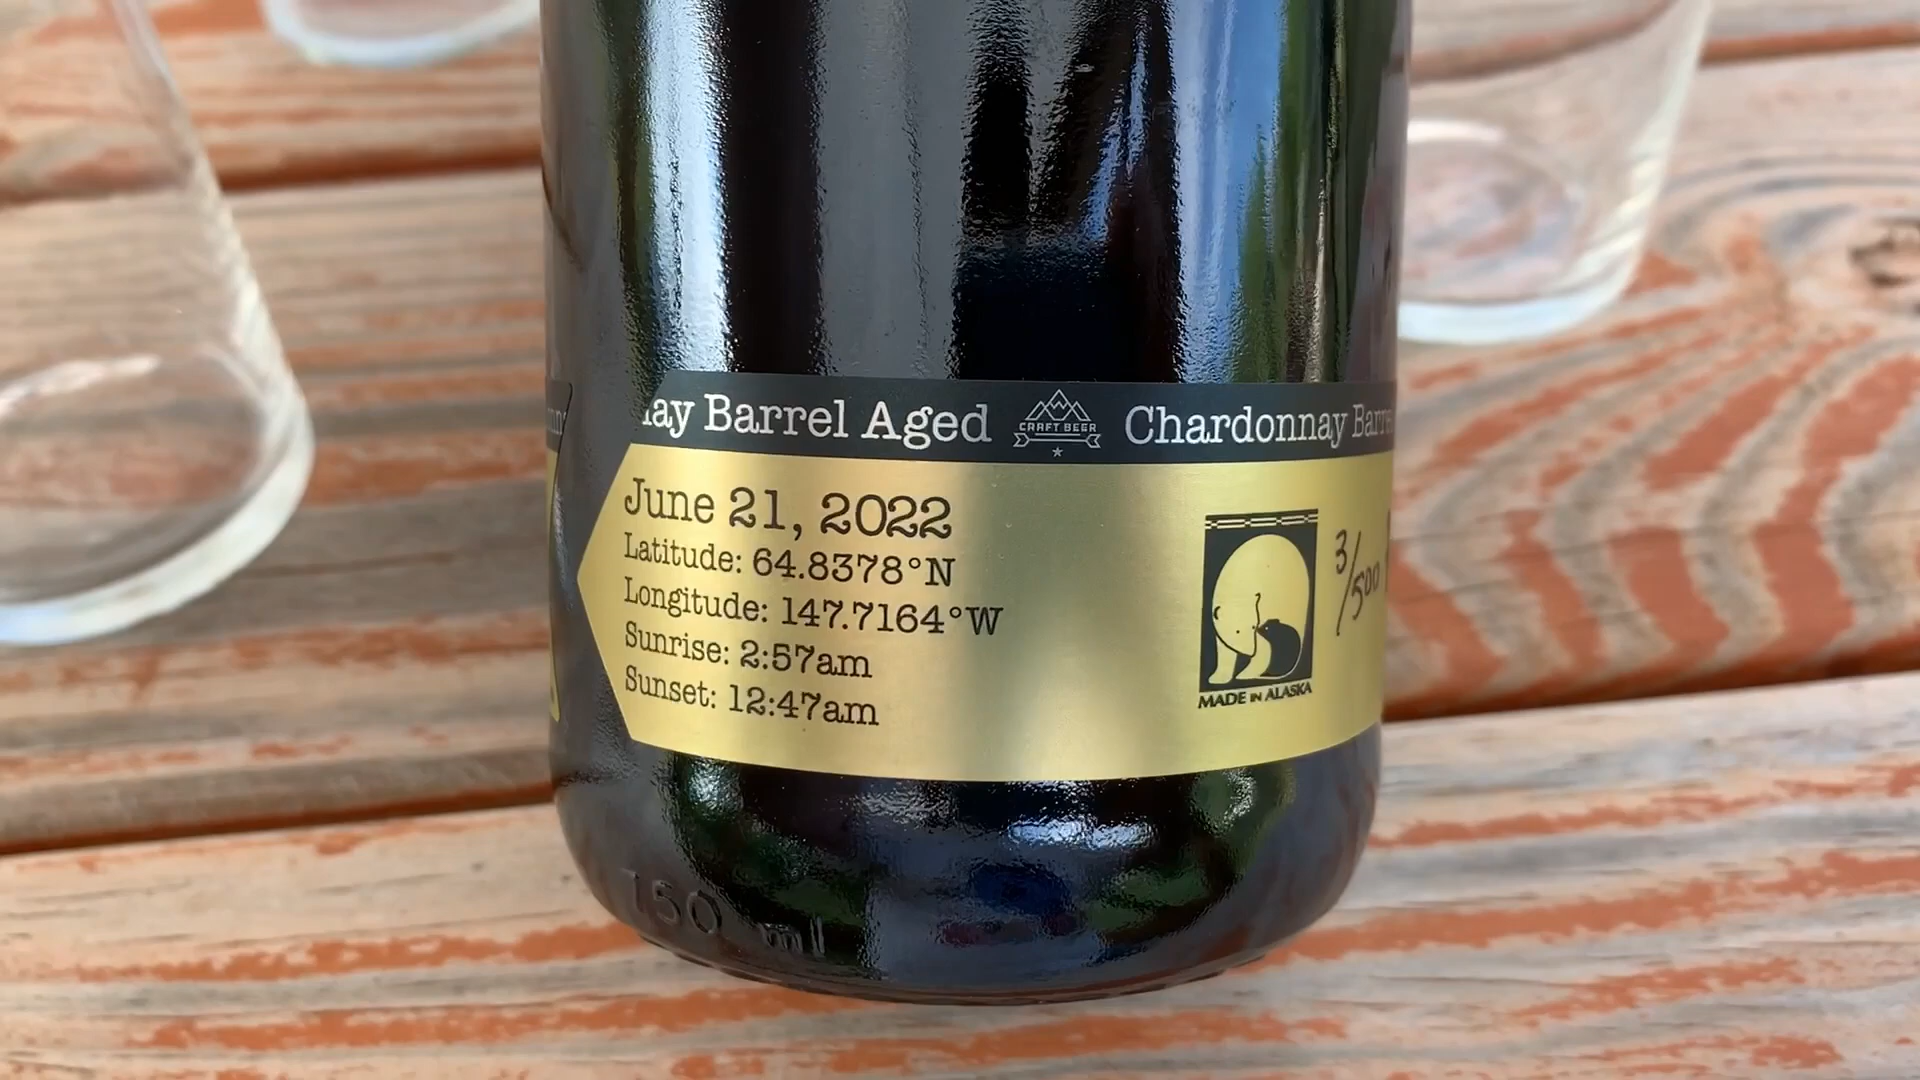 nay Barrel Aged
CRAFT BEER
Chardonnay Barre
June 21, 2022
Latitude: 64.8378°N
Longitude: 147.7164°W
Sunrise: 2:57am
Sunset: 12:47am
MADE IN ALASKA
3/500
750 ml